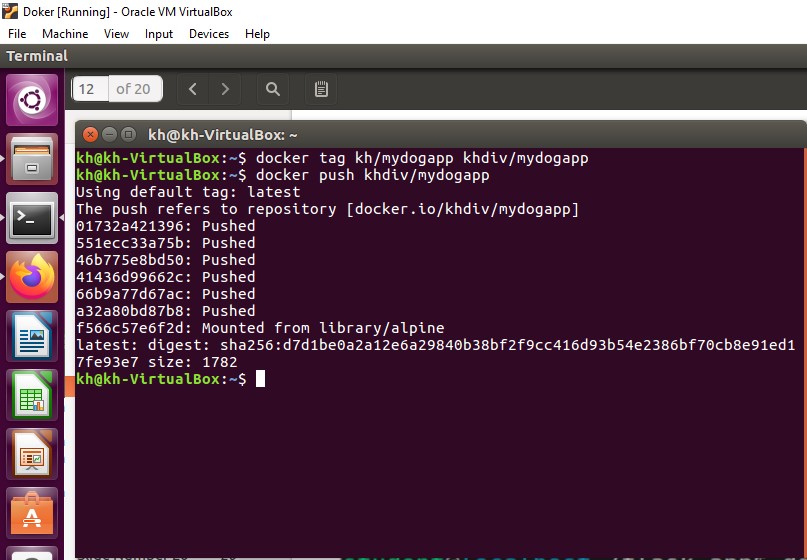 Doker [Running] - Oracle VM VirtualBox
File Machine View Input Devices Help
Terminal
12 of 20
kh@kh-VirtualBox: ~
kh@kh-VirtualBox:~$ docker tag kh/mydogapp khdiv/mydogapp
kh@kh-VirtualBox:~$ docker push khdiv/mydogapp
Using default tag: latest
The push refers to repository [docker.io/khdiv/mydogapp]
01732a421396: Pushed
551ecc33a75b: Pushed
46b775e8bd50: Pushed
41436d99662c: Pushed
66b9a77d67ac: Pushed
a32a80bd87b8: Pushed
f566c57e6f2d: Mounted from library/alpine
latest: digest: sha256:d7d1be0a2a12e6a29840b38bf2f9cc416d93b54e2386bf70cb8e91ed1
7fe93e7 size: 1782
kh@kh-VirtualBox:~$